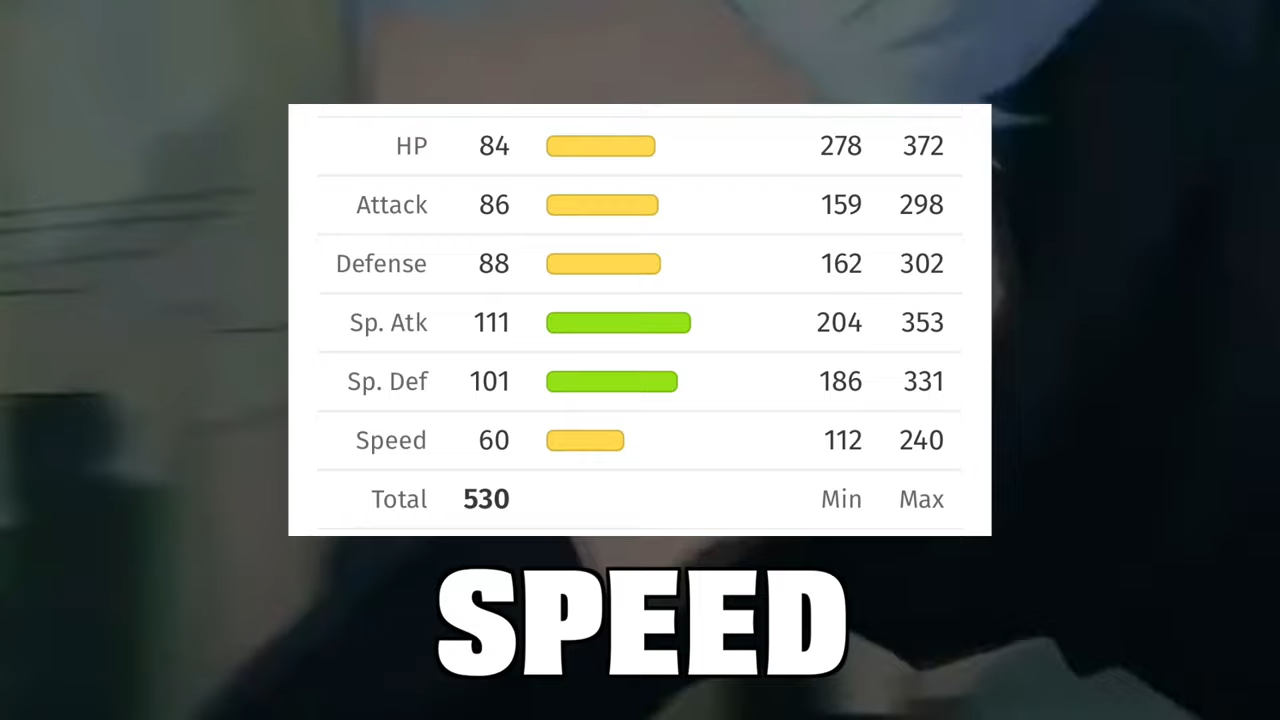 HP 84 278 372
Attack 86 159 298
Defense 88 162 302
Sp. Atk 111 204 353
Sp. Def 101 186 331
Speed 60 112 240
Total 530 Min Max
SPEED